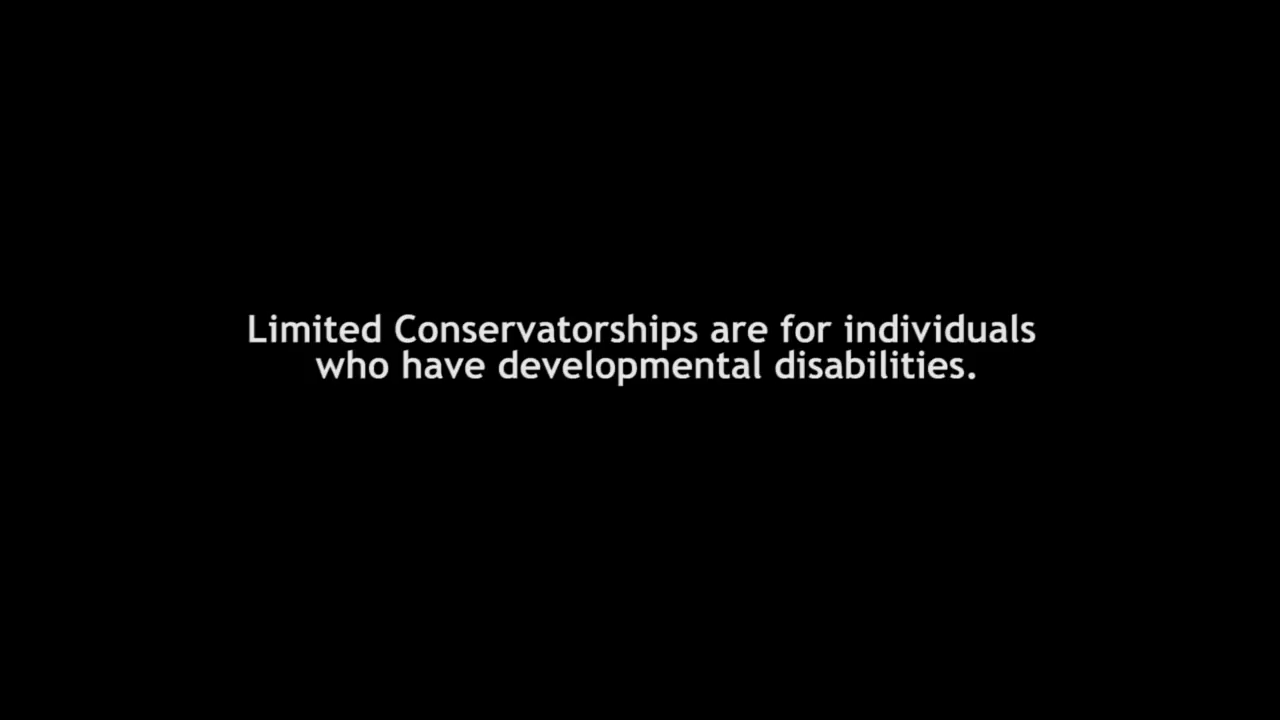 Limited Conservatorships are for individuals
who have developmental disabilities.